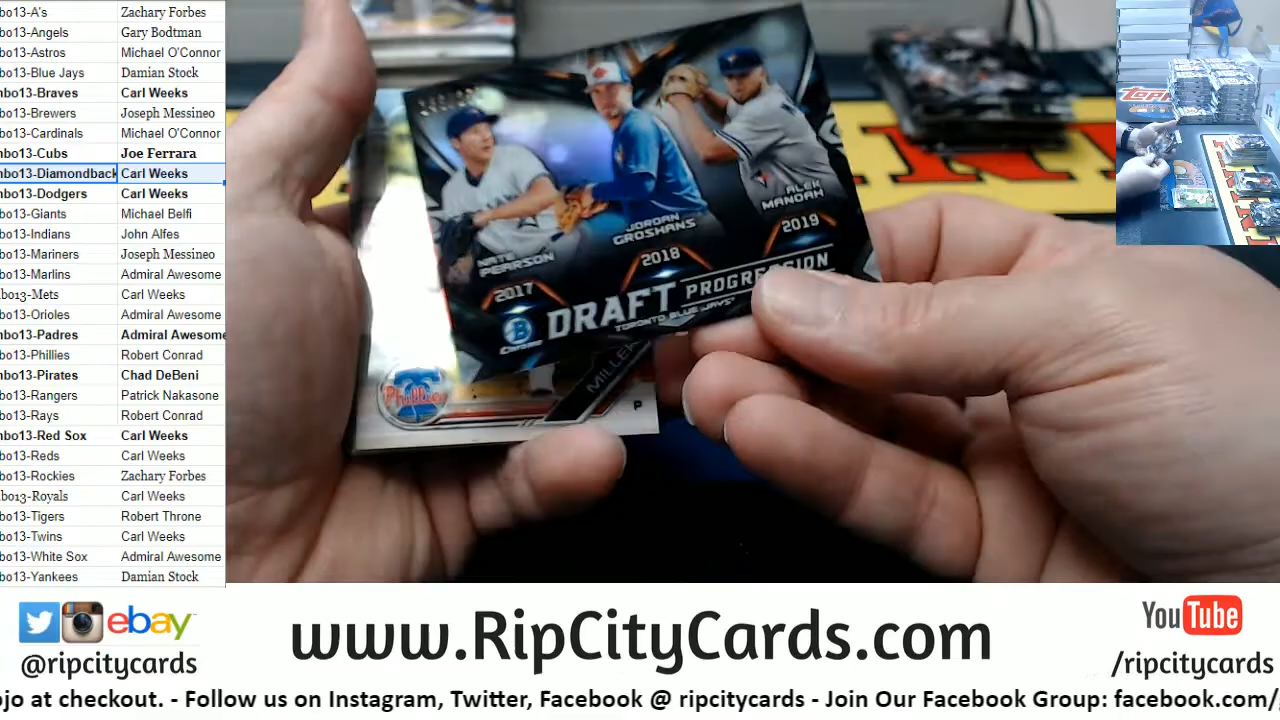 bo13-A's Zachary Forbes
bo13-Angels Gary Bodtman
bo13-Astros Michael O'Connor
bo13-Blue Jays Damian Stock
nbo13-Braves Carl Weeks
bo13-Brewers Joseph Messineo
bo13-Cardinals Michael O'Connor
nbo13-Cubs Joe Ferrara
nbo13-Diamondback Carl Weeks
nbo13-Dodgers Carl Weeks
bo13-Giants Michael Belfi
bo13-Indians John Alfes
bo13-Mariners Joseph Messineo
bo13-Marlins Admiral Awesome
bo13-Mets Carl Weeks
bo13-Orioles Admiral Awesome
nbo13-Padres Admiral Awesome
bo13-Phillies Robert Conrad
nbo13-Pirates Chad DeBeni
bo13-Rangers Patrick Nakasone
bo13-Rays Robert Conrad
nbo13-Red Sox Carl Weeks
bo13-Reds Carl Weeks
bo13-Rockies Zachary Forbes
bo13-Royals Carl Weeks
bo13-Tigers Robert Throne
bo13-Twins Carl Weeks
bo13-White Sox Admiral Awesome
bo13-Yankees Damian Stock
NATE PEARSON
2017
JORDAN GROSHANS
2018
ALEK MANOAH
2019
B
CHROME
DRAFT
PROGRESSION
TORONTO BLUE JAYS
Phillies
MILLER
P
TOPPS
ebay
@ripcitycards
www.RipCityCards.com
YouTube
/ripcitycards
ojo at checkout. - Follow us on Instagram, Twitter, Facebook @ ripcitycards - Join Our Facebook Group: facebook.com/